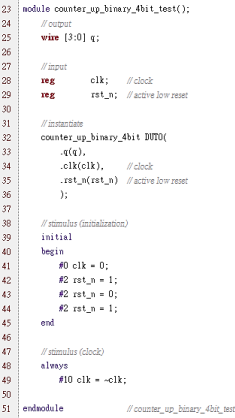 23 module counter_up_binary_4bit_test();
24 // output
25 wire [3:0] q;
26
27 // input
28 reg clk; // clock
29 reg rst_n; // active low reset
30
31 // instantiate
32 counter_up_binary_4bit DUT0(
33 .q(q),
34 .clk(clk), // clock
35 .rst_n(rst_n) // active low reset
36 );
37
38 // stimulus (initialization)
39 initial
40 begin
41 #0 clk = 0;
42 #2 rst_n = 1;
43 #2 rst_n = 0;
44 #2 rst_n = 1;
45 end
46
47 // stimulus (clock)
48 always
49 #10 clk = ~clk;
50
51 endmodule // counter_up_binary_4bit_test